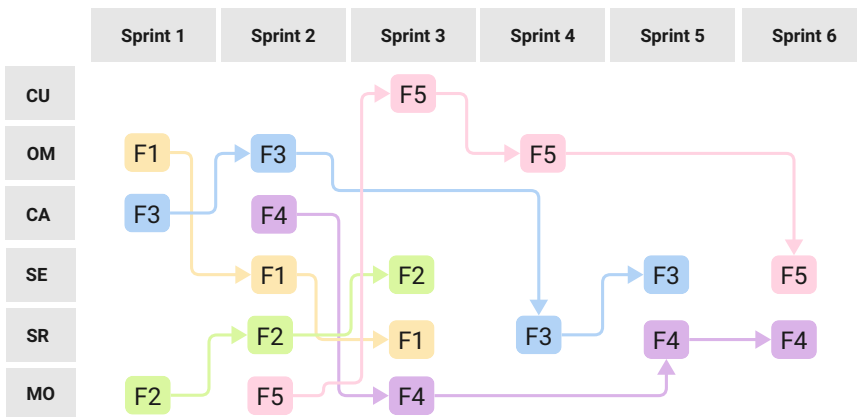 Sprint 1 Sprint 2 Sprint 3 Sprint 4 Sprint 5 Sprint 6
CU F5
OM F1 F3 F5
CA F3 F4
SE F1 F2 F3 F5
SR F2 F1 F3 F4 F4
MO F2 F5 F4